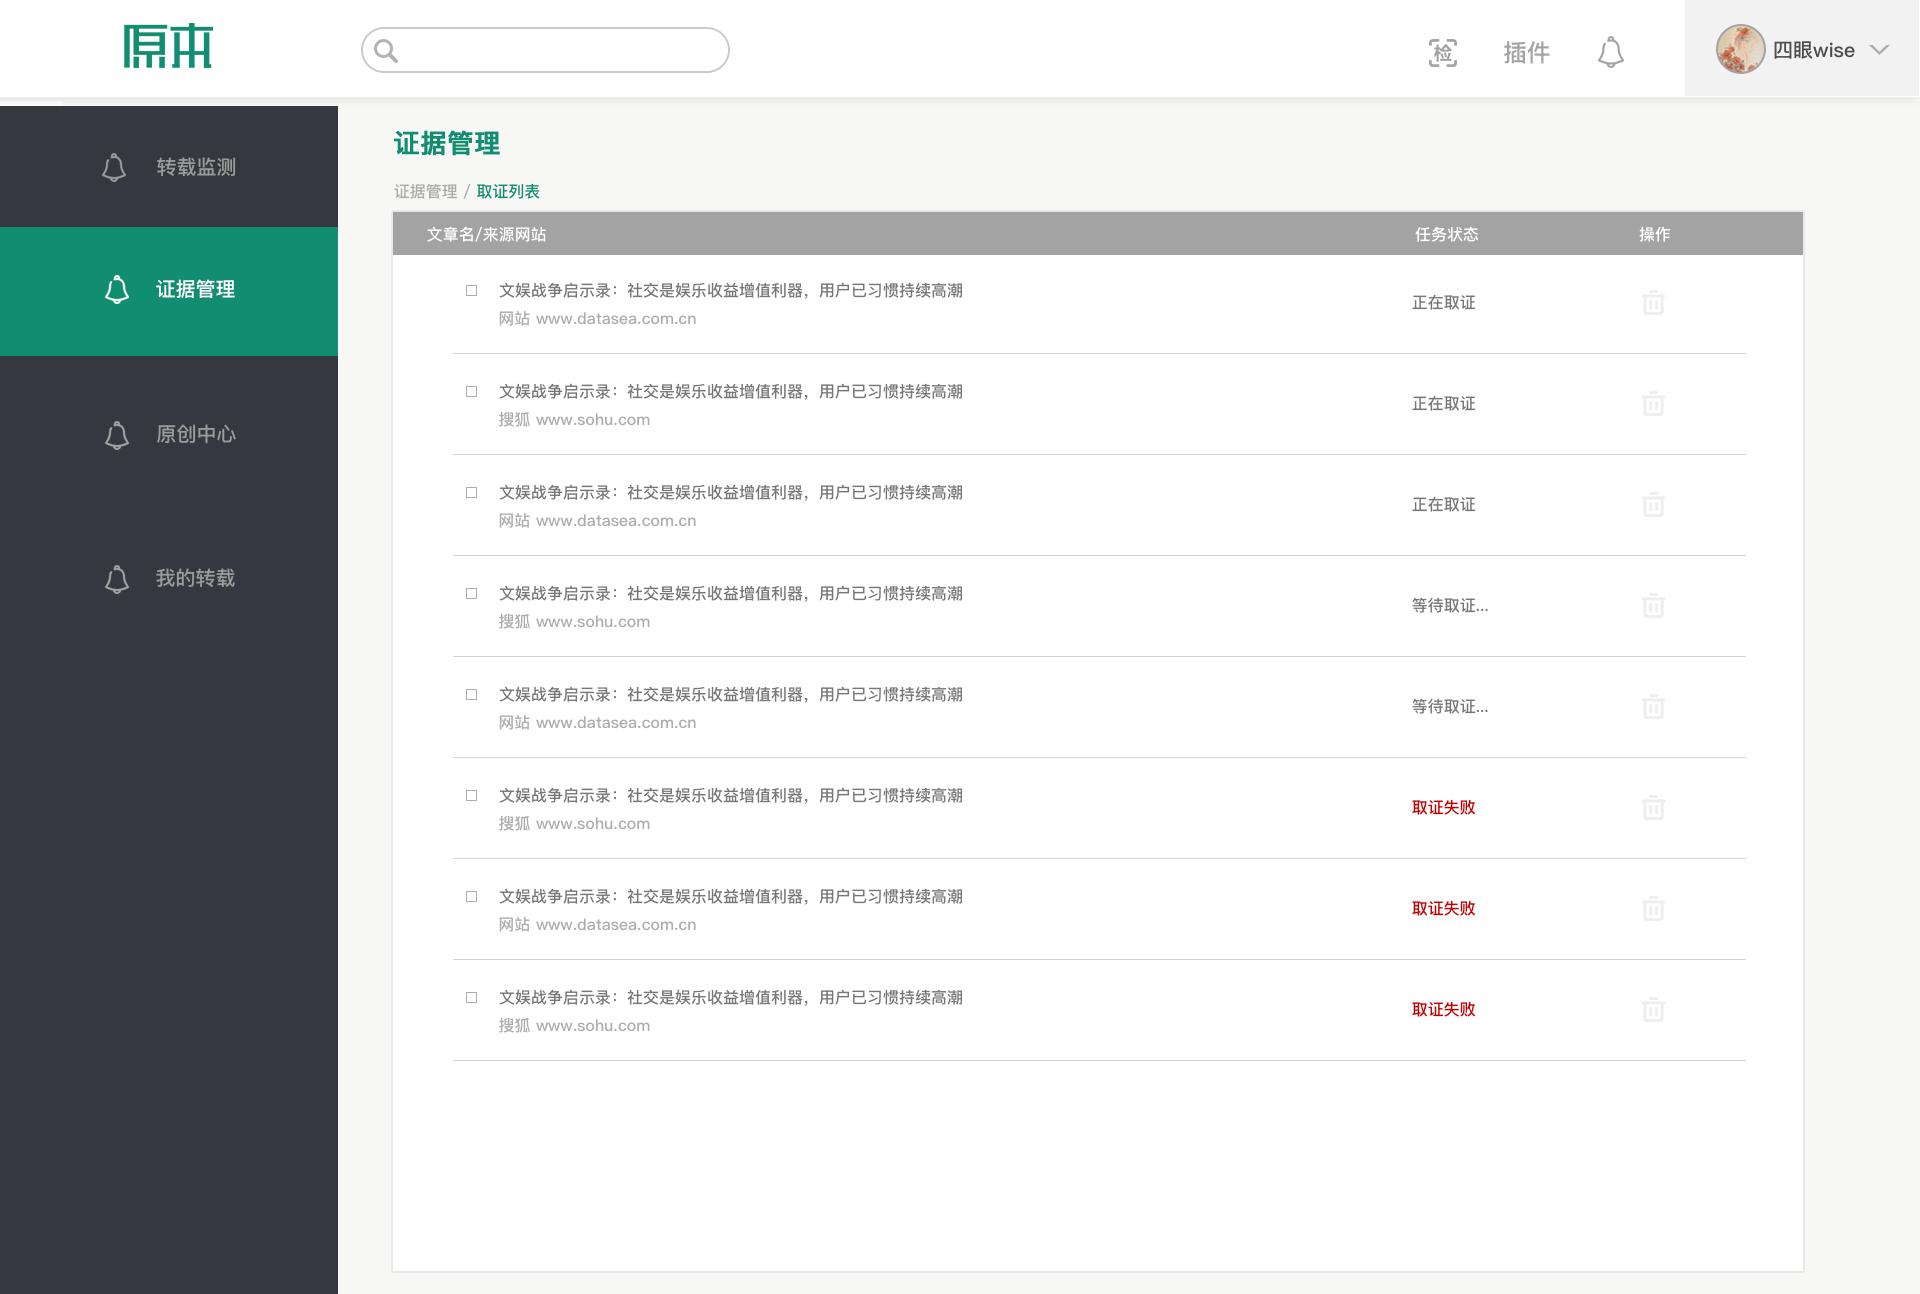 原本
检
插件
四眼wise
转载监测
证据管理
原创中心
我的转载
证据管理
证据管理 / 取证列表
文章名/来源网站 任务状态 操作
文娱战争启示录：社交是娱乐收益增值利器，用户已习惯持续高潮
网站 www.datasea.com.cn
正在取证
文娱战争启示录：社交是娱乐收益增值利器，用户已习惯持续高潮
搜狐 www.sohu.com
正在取证
文娱战争启示录：社交是娱乐收益增值利器，用户已习惯持续高潮
网站 www.datasea.com.cn
正在取证
文娱战争启示录：社交是娱乐收益增值利器，用户已习惯持续高潮
搜狐 www.sohu.com
等待取证...
文娱战争启示录：社交是娱乐收益增值利器，用户已习惯持续高潮
网站 www.datasea.com.cn
等待取证...
文娱战争启示录：社交是娱乐收益增值利器，用户已习惯持续高潮
搜狐 www.sohu.com
取证失败
文娱战争启示录：社交是娱乐收益增值利器，用户已习惯持续高潮
网站 www.datasea.com.cn
取证失败
文娱战争启示录：社交是娱乐收益增值利器，用户已习惯持续高潮
搜狐 www.sohu.com
取证失败